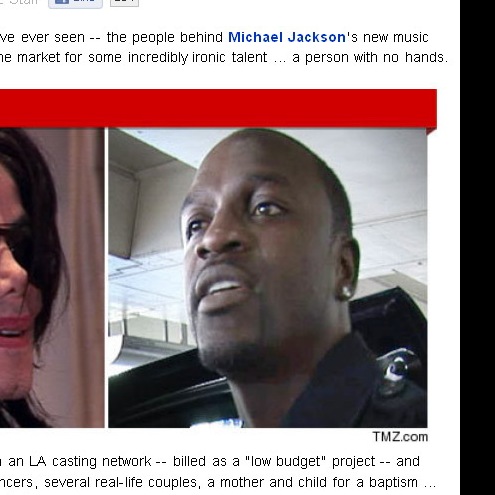 ve ever seen -- the people behind Michael Jackson's new music
he market for some incredibly ironic talent ... a person with no hands.
TMZ.com
n an LA casting network -- billed as a "low budget" project -- and
ncers, several real-life couples, a mother and child for a baptism ...